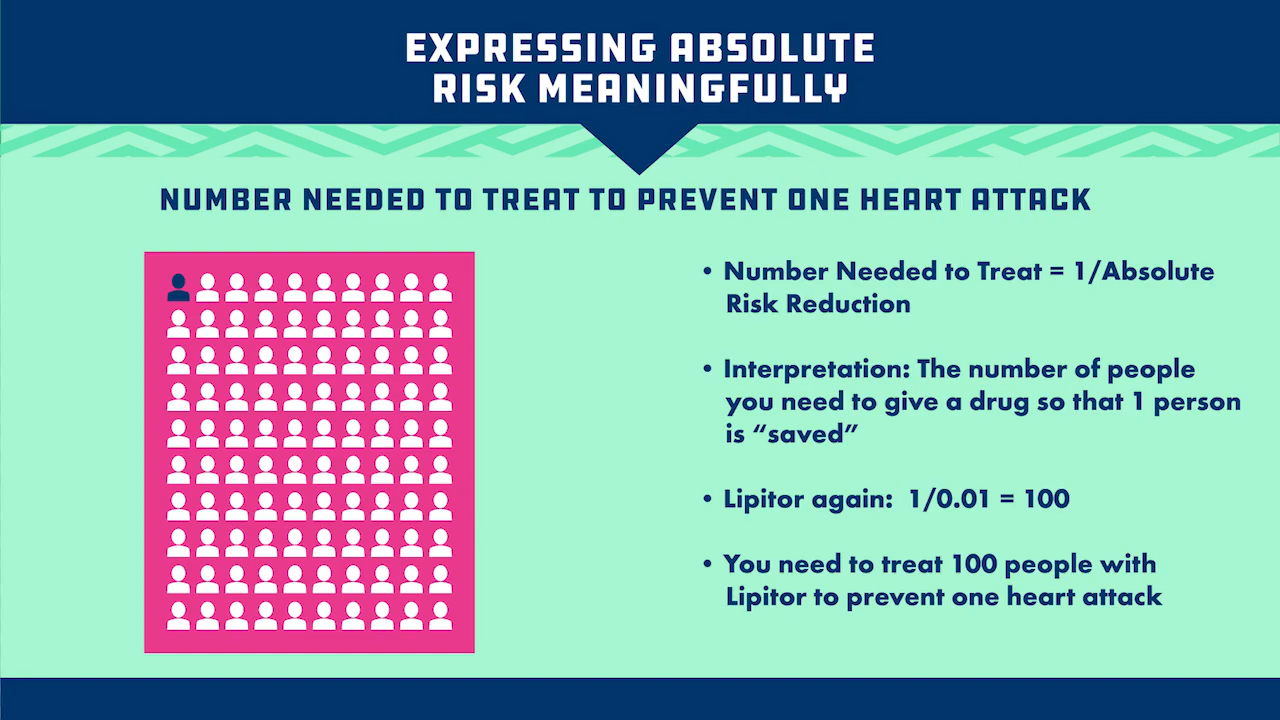 EXPRESSING ABSOLUTE
RISK MEANINGFULLY
NUMBER NEEDED TO TREAT TO PREVENT ONE HEART ATTACK
• Number Needed to Treat = 1/Absolute
Risk Reduction
• Interpretation: The number of people
you need to give a drug so that 1 person
is “saved”
• Lipitor again:  1/0.01 = 100
• You need to treat 100 people with
Lipitor to prevent one heart attack